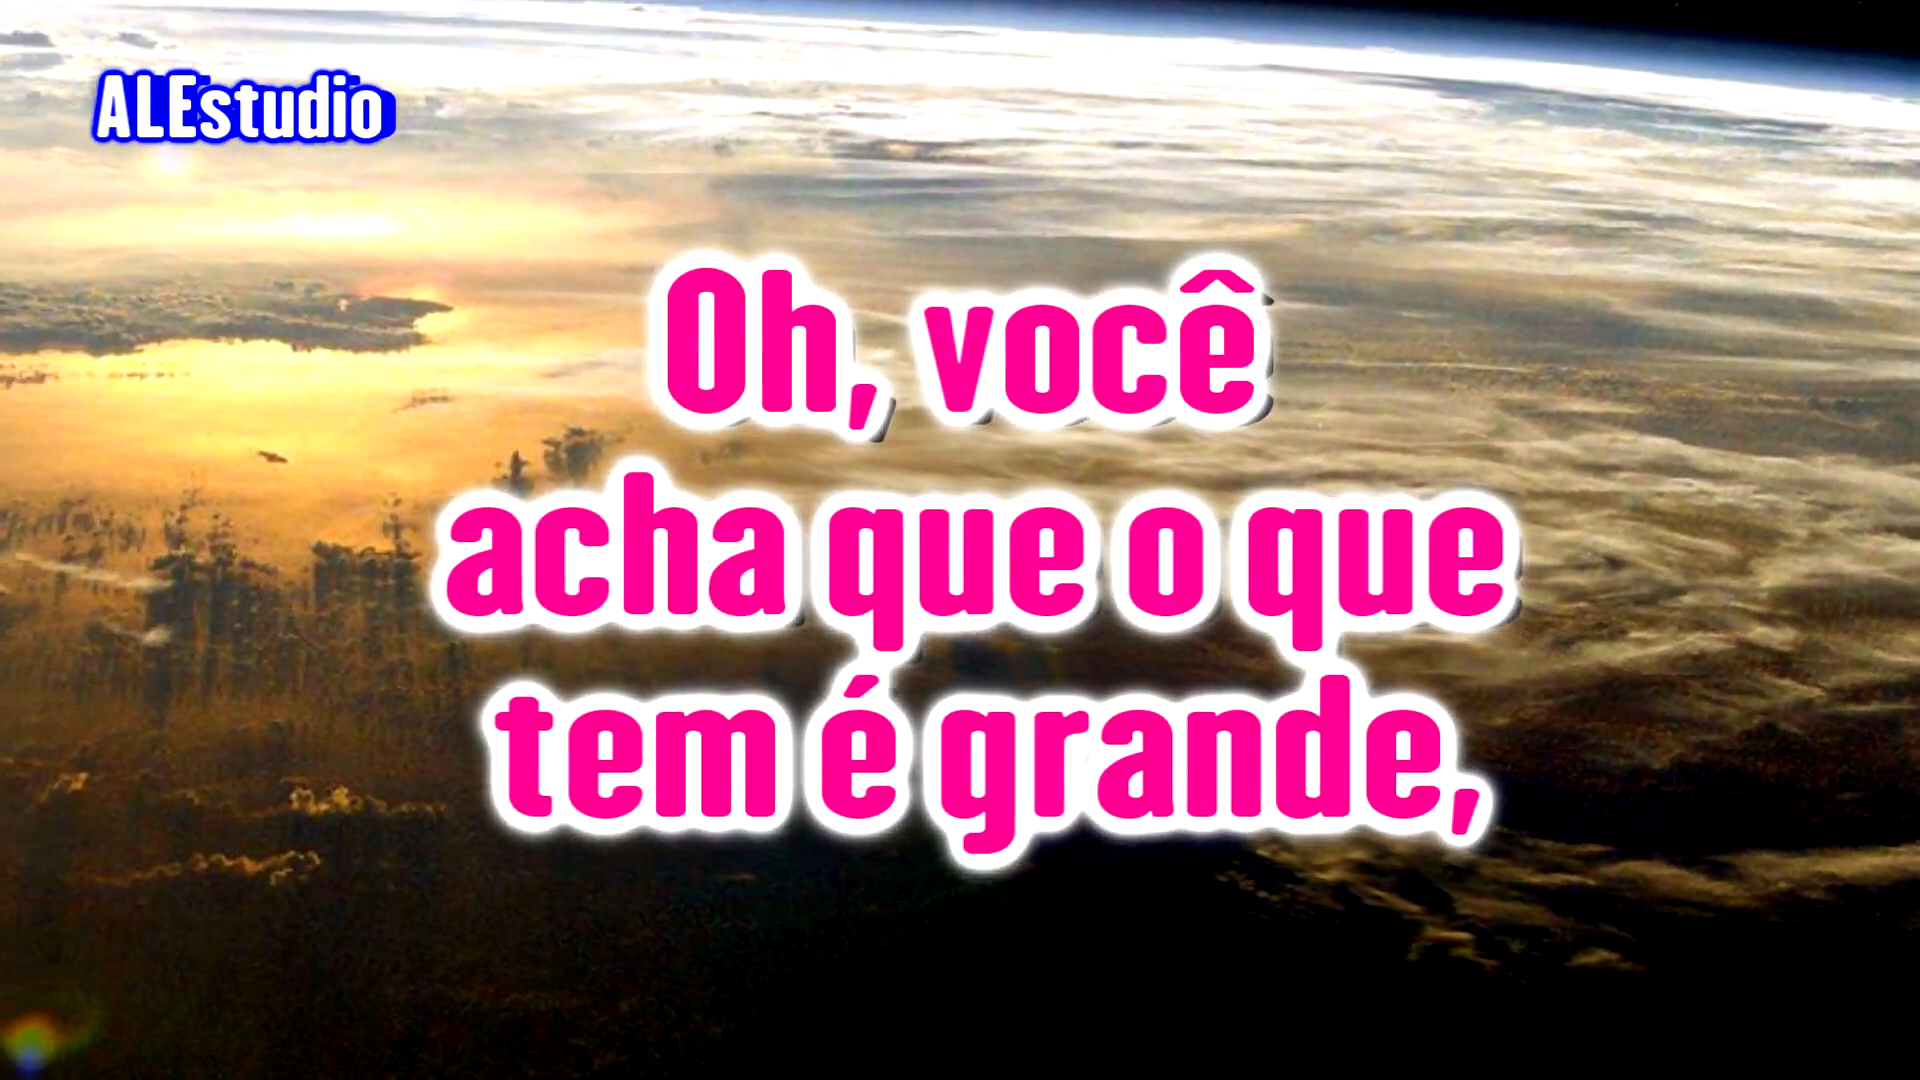 ALEstudio
Oh, você
acha que o que
tem é grande,